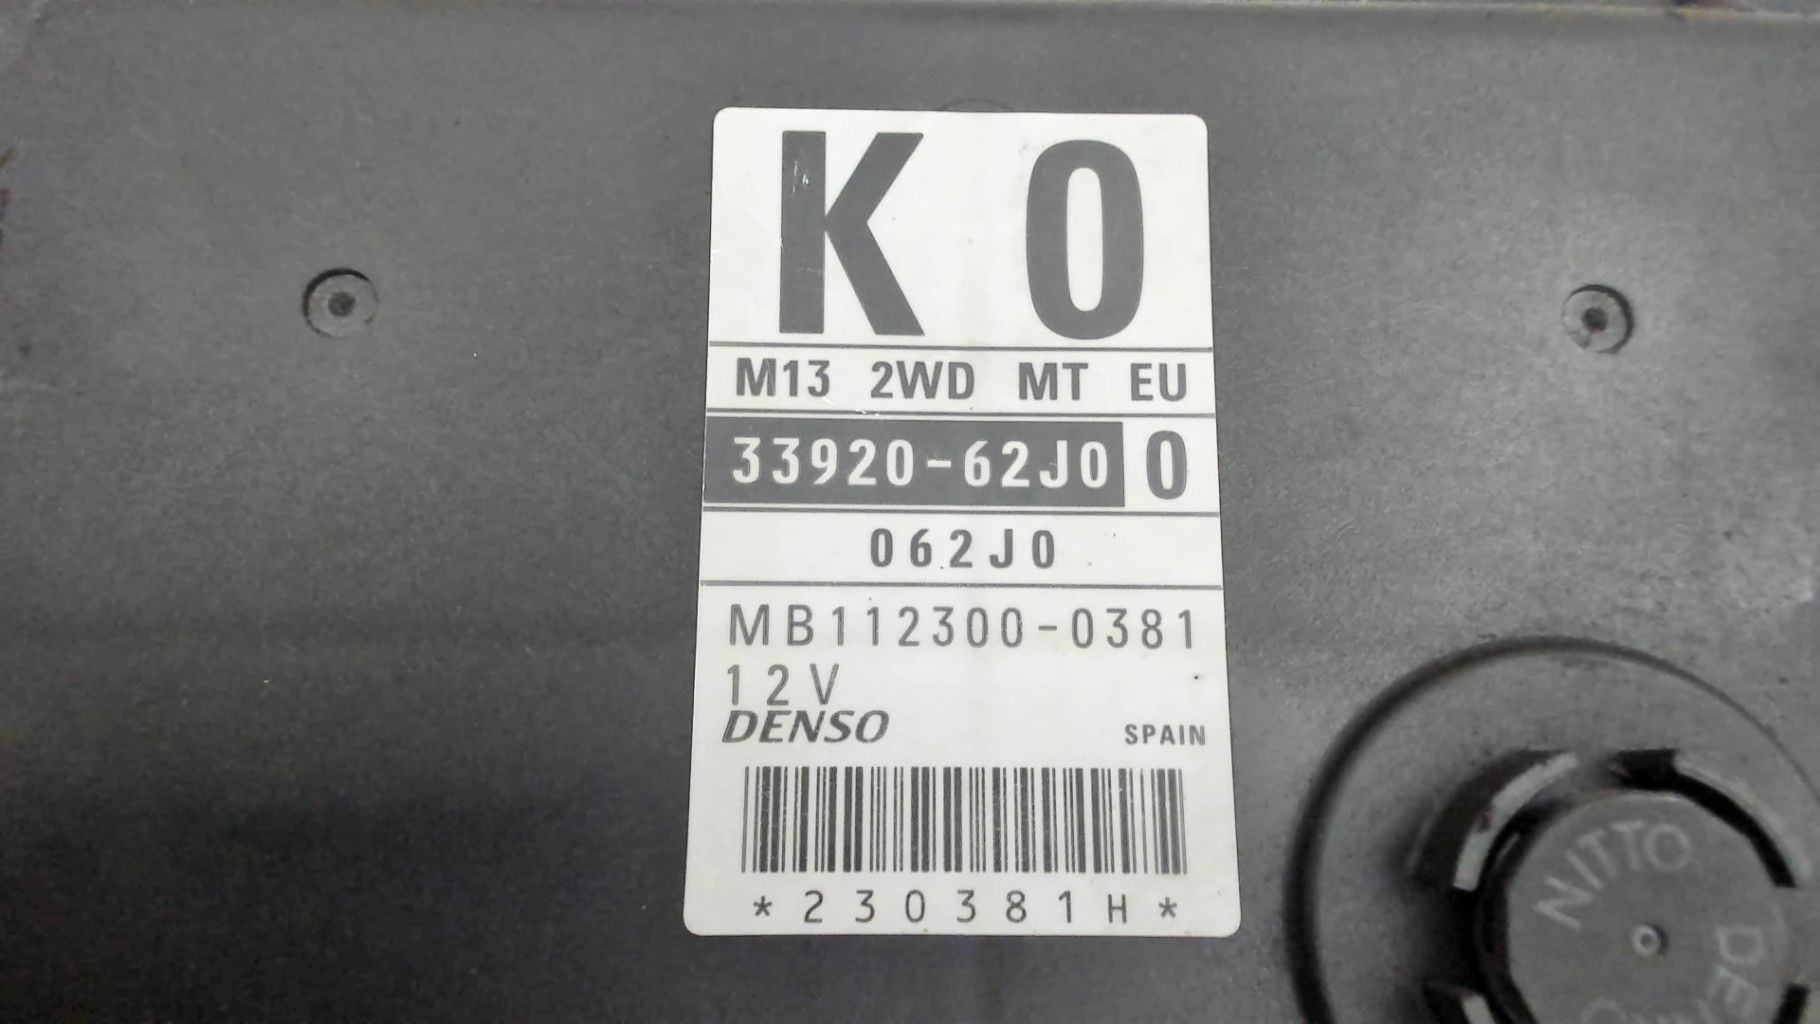 K 0
M13 2WD MT EU
33920-62J0 0
062J0
MB112300-0381
12V
DENSO SPAIN
*230381H*
NITTO